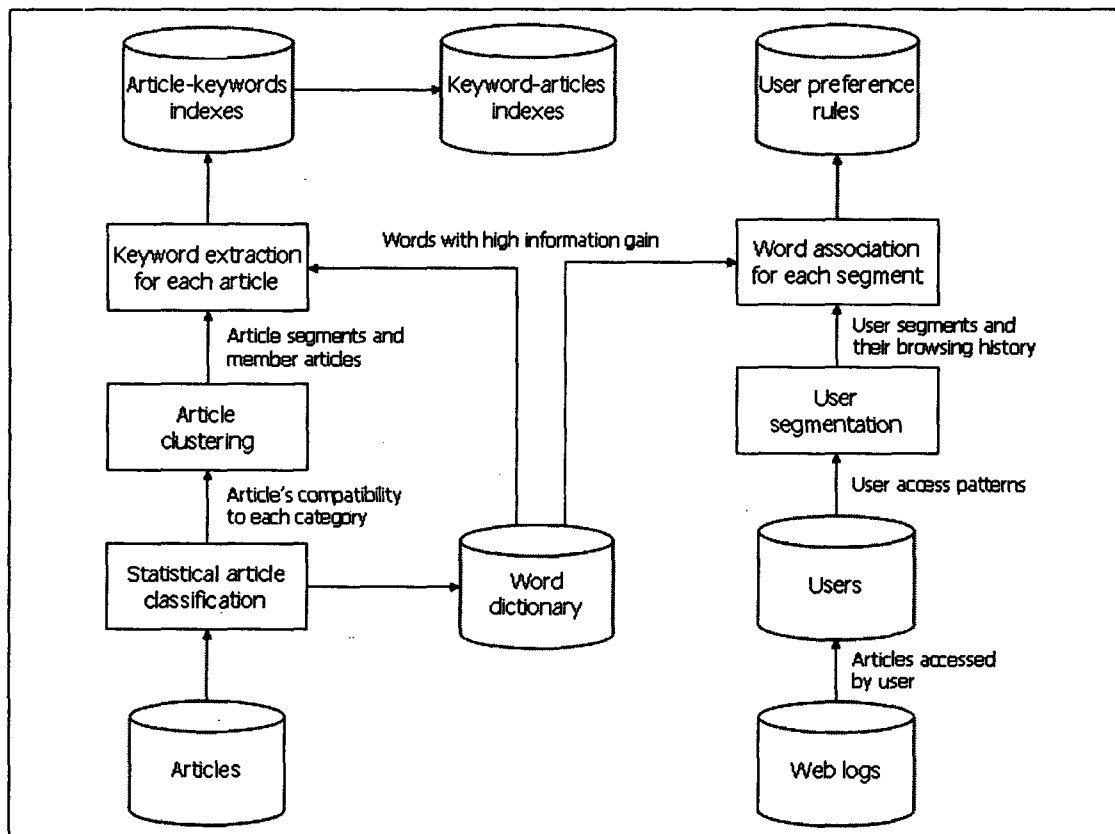 Article-keywords
indexes
Keyword-articles
indexes
User preference
rules
Keyword extraction
for each article
Words with high information gain
Word association
for each segment
Article segments and
member articles
User segments and
their browsing history
Article
clustering
User
segmentation
Article's compatibility
to each category
User access patterns
Statistical article
classification
Word
dictionary
Users
Articles accessed
by user
Articles
Web logs